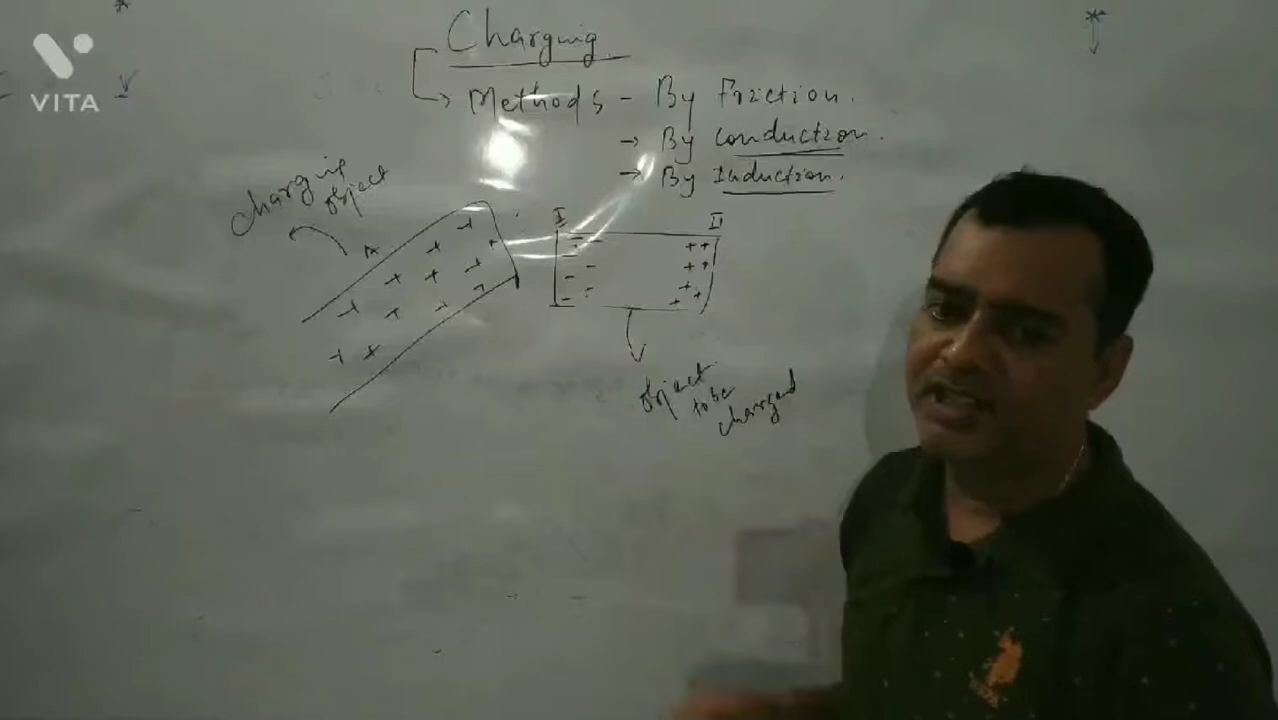 VITA
Charging
Methods - By Friction.
→ By Conduction.
→ By Induction.
Charging
object
I II
+ + + + + + + + + + + + + +
- - - - - - - -
++
++
++
++
object
to be
charged